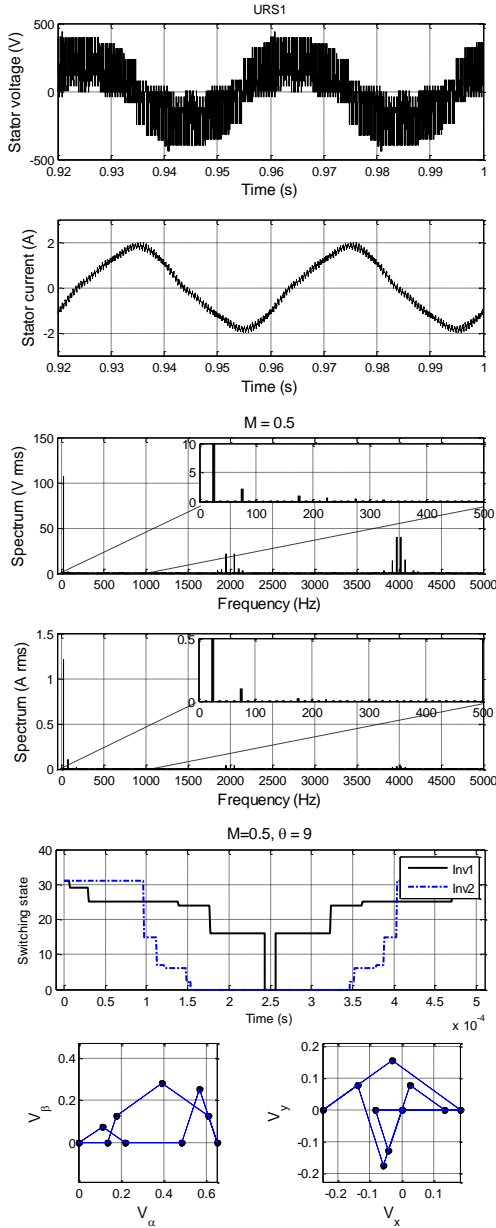 URS1
500
0
-500
Stator voltage (V)
0.92 0.93 0.94 0.95 0.96 0.97 0.98 0.99 1
Time (s)
2
0
-2
Stator current (A)
0.92 0.93 0.94 0.95 0.96 0.97 0.98 0.99 1
Time (s)
M = 0.5
150
100
50
0
Spectrum (V rms)
10
5
0
0 100 200 300 400 500
0 500 1000 1500 2000 2500 3000 3500 4000 4500 5000
Frequency (Hz)
1.5
1
0.5
0
Spectrum (A rms)
0.5
0
0 100 200 300 400 500
0 500 1000 1500 2000 2500 3000 3500 4000 4500 5000
Frequency (Hz)
M=0.5, θ = 9
40
30
20
10
0
Switching state
Inv1
Inv2
0 0.5 1 1.5 2 2.5 3 3.5 4 4.5 5
Time (s)
x 10-4
0.4
0.2
0
Vβ
0 0.2 0.4 0.6
Vα
0.2
0.1
0
-0.1
-0.2
Vy
-0.2 -0.1 0 0.1
Vx